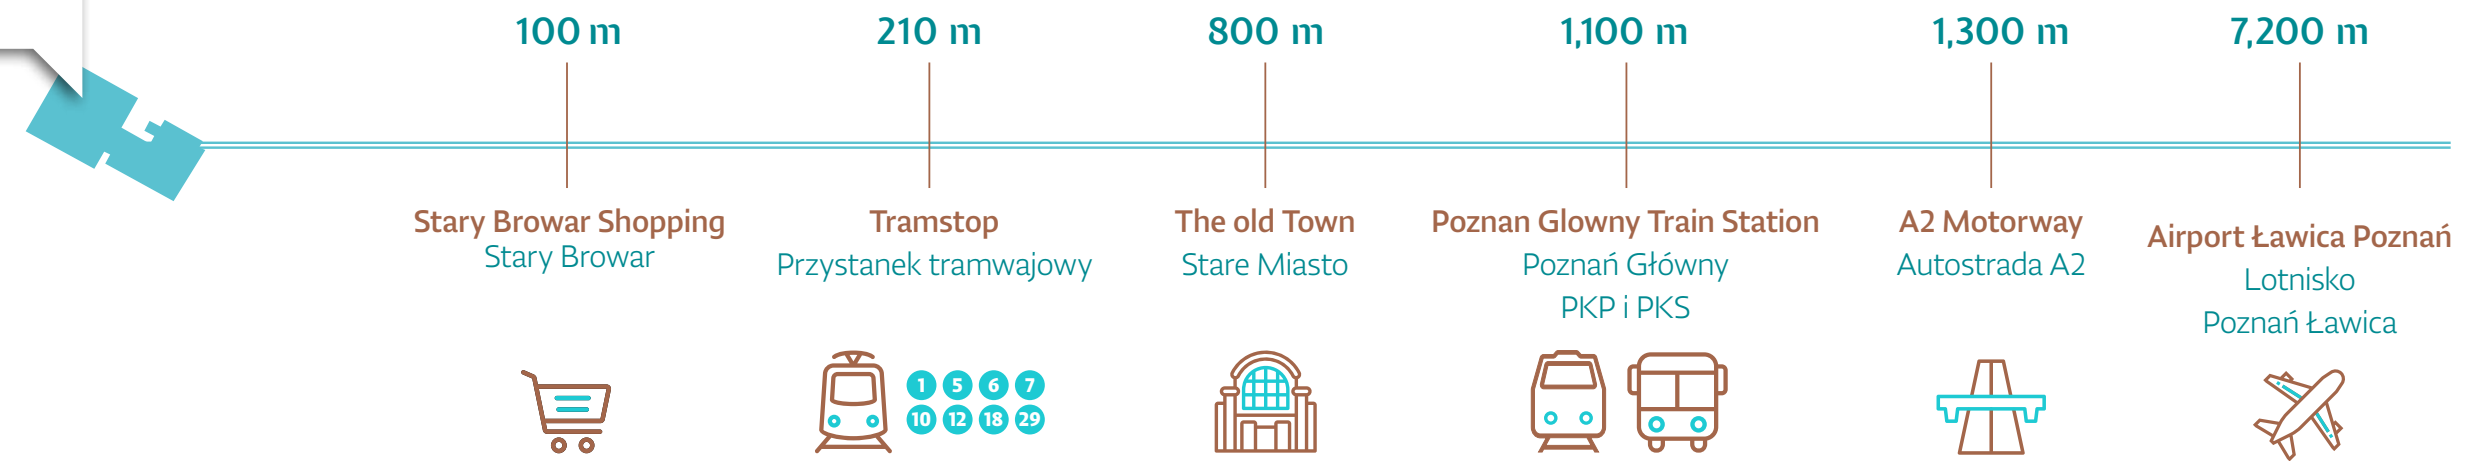 100 m
210 m
800 m
1,100 m
1,300 m
7,200 m
Stary Browar Shopping
Stary Browar
Tramstop
Przystanek tramwajowy
The old Town
Stare Miasto
Poznan Glowny Train Station
Poznań Główny
PKP i PKS
A2 Motorway
Autostrada A2
Airport Ławica Poznań
Lotnisko
Poznań Ławica
1 5 6 7
10 12 18 29